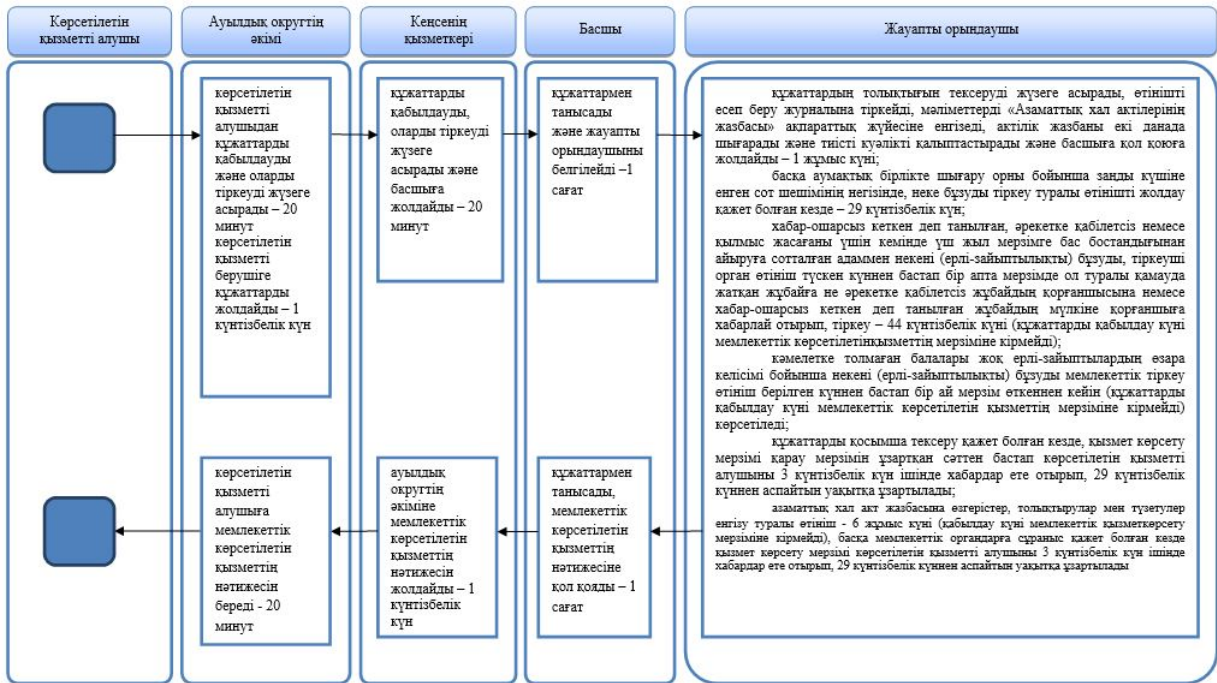 Көрсетілетін
қызметті алушы
Ауылдық округтің
әкімі
Кеңсенің
қызметкері
Басшы
Жауапты орындаушы
көрсетілетін
қызметті
алушыдан
құжаттарды
қабылдауды
және оларды
тіркеуді жүзеге
асырады – 20
минут
көрсетілетін
қызметті
берушіге
құжаттарды
жолдайды – 1
күнтізбелік күн
құжаттарды
қабылдауды,
оларды тіркеуді
жүзеге
асырады және
басшыға
жолдайды – 20
минут
құжаттармен
танысады
және жауапты
орындаушыны
белгілейді –1
сағат
құжаттардың толықтығын тексеруді жүзеге асырады, өтінішті
есеп беру журналына тіркейді, мәліметтерді «Азаматтық хал актілерінің
жазбасы» ақпараттық жүйесіне енгізеді, актілік жазбаны екі данада
шығарады және тиісті куәлікті қалыптастырады және басшыға қол қоюға
жолдайды – 1 жұмыс күні;
басқа аумақтық бірлікте шығару орны бойынша заңды күшіне
енген сот шешімінің негізінде, неке бұзуды тіркеу туралы өтінішті жолдау
қажет болған кезде – 29 күнтізбелік күн;
хабар-ошарсыз кеткен деп танылған, әрекетке қабілетсіз немесе
қылмыс жасағаны үшін кемінде үш жыл мерзімге бас бостандығынан
айыруға сотталған адаммен некені (ерлі-зайыптылықты) бұзуды, тіркеуші
орган өтініш түскен күннен бастап бір апта мерзімде ол туралы қамауда
жатқан жұбайға не әрекетке қабілетсіз жұбайдың қорғаншысына немесе
хабар-ошарсыз кеткен деп танылған жұбайдың мүлкіне қорғаншыға
хабарлай отырып, тіркеу – 44 күнтізбелік күні (құжаттарды қабылдау күні
мемлекеттік көрсетілетінқызметтің мерзіміне кірмейді);
кәмелетке толмаған балалары жоқ ерлі-зайыптылардың өзара
келісімі бойынша некені (ерлі-зайыптылықты) бұзуды мемлекеттік тіркеу
өтініш берілген күннен бастап бір ай мерзім өткеннен кейін (құжаттарды
қабылдау күні мемлекеттік көрсетілетін қызметтің мерзіміне кірмейді)
көрсетіледі;
құжаттарды қосымша тексеру қажет болған кезде, қызмет көрсету
мерзімі қарау мерзімін ұзартқан сәттен бастап көрсетілетін қызметті
алушыны 3 күнтізбелік күн ішінде хабардар ете отырып, 29 күнтізбелік
күннен аспайтын уақытқа ұзартылады;
азаматтық хал акт жазбасына өзгерістер, толықтырулар мен түзетулер
енгізу туралы өтініш - 6 жұмыс күні (қабылдау күні мемлекеттік қызметкөрсету
мерзіміне кірмейді), басқа мемлекеттік органдарға сұраныс қажет болған кезде
қызмет көрсету мерзімі көрсетілетін қызметті алушыны 3 күнтізбелік күн ішінде
хабардар ете отырып, 29 күнтізбелік күннен аспайтын уақытқа ұзартылады
көрсетілетін
қызметті
алушыға
мемлекеттік
көрсетілетін
қызметтің
нәтижесін
береді - 20
минут
ауылдық
округтің
әкіміне
мемлекеттік
көрсетілетін
қызметтің
нәтижесін
жолдайды – 1
күнтізбелік
күн
құжаттармен
танысады,
мемлекеттік
көрсетілетін
қызметтің
нәтижесіне
қол қояды – 1
сағат